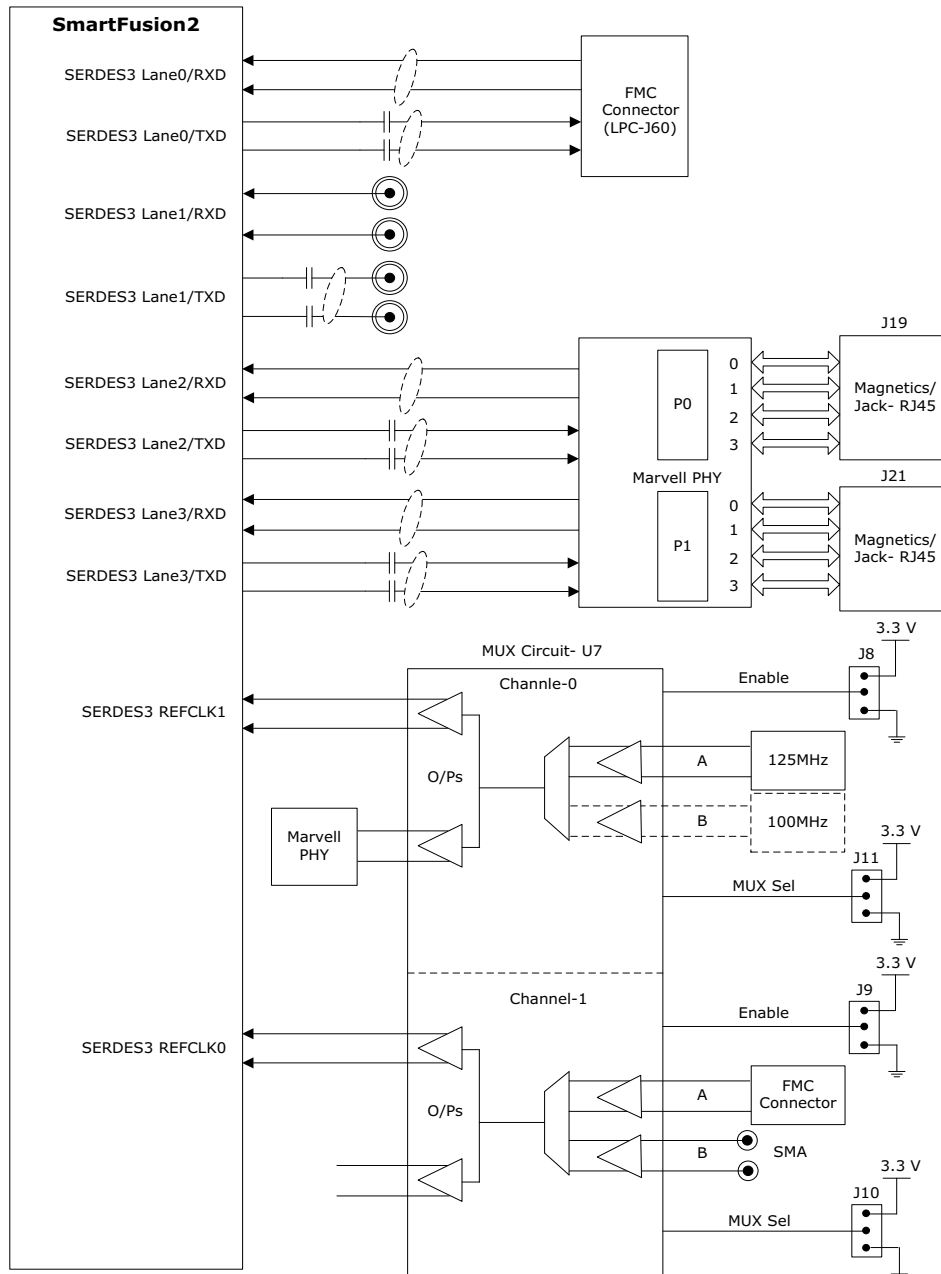 SmartFusion2
SERDES3 Lane0/RXD
SERDES3 Lane0/TXD
FMC
Connector
(LPC-J60)
SERDES3 Lane1/RXD
SERDES3 Lane1/TXD
SERDES3 Lane2/RXD
SERDES3 Lane2/TXD
SERDES3 Lane3/RXD
SERDES3 Lane3/TXD
P0
0
1
2
3
Marvell PHY
P1
0
1
2
3
J19
Magnetics/
Jack- RJ45
J21
Magnetics/
Jack- RJ45
MUX Circuit- U7
Channle-0
SERDES3 REFCLK1
O/Ps
Marvell
PHY
Enable
J8
3.3 V
A
125MHz
B
100MHz
MUX Sel
J11
3.3 V
Channel-1
SERDES3 REFCLK0
O/Ps
Enable
J9
3.3 V
A
FMC
Connector
B
SMA
MUX Sel
J10
3.3 V